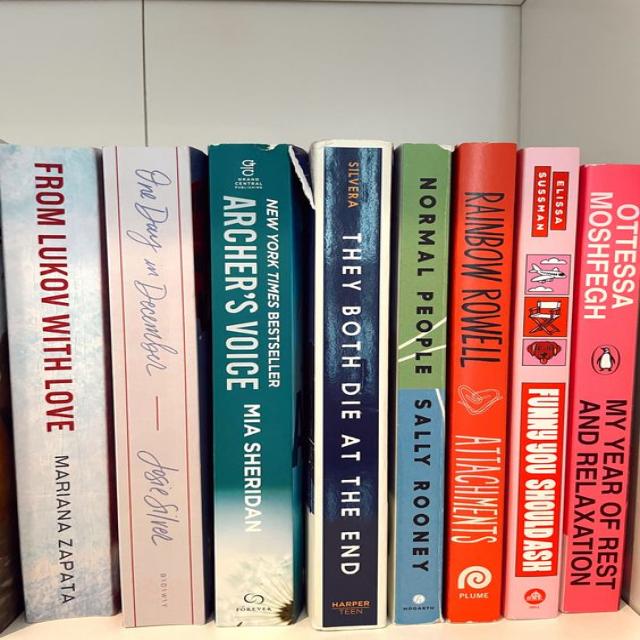 FROM LUKOV WITH LOVE
MARIANA ZAPATA
One Day in December
Josie Silver
BROADWAY
GRAND
CENTRAL
PUBLISHING
NEW YORK TIMES BESTSELLER
ARCHER'S VOICE
MIA SHERIDAN
FOREVER
SILVERA
THEY BOTH DIE AT THE END
HARPER
TEEN
NORMAL PEOPLE
SALLY ROONEY
HOGARTH
RAINBOW ROWELL
ATTACHMENTS
PLUME
ELISSA
SUSSMAN
FUNNY YOU SHOULD ASK
OTTESSA
MOSHFEGH
MY YEAR OF REST
AND RELAXATION